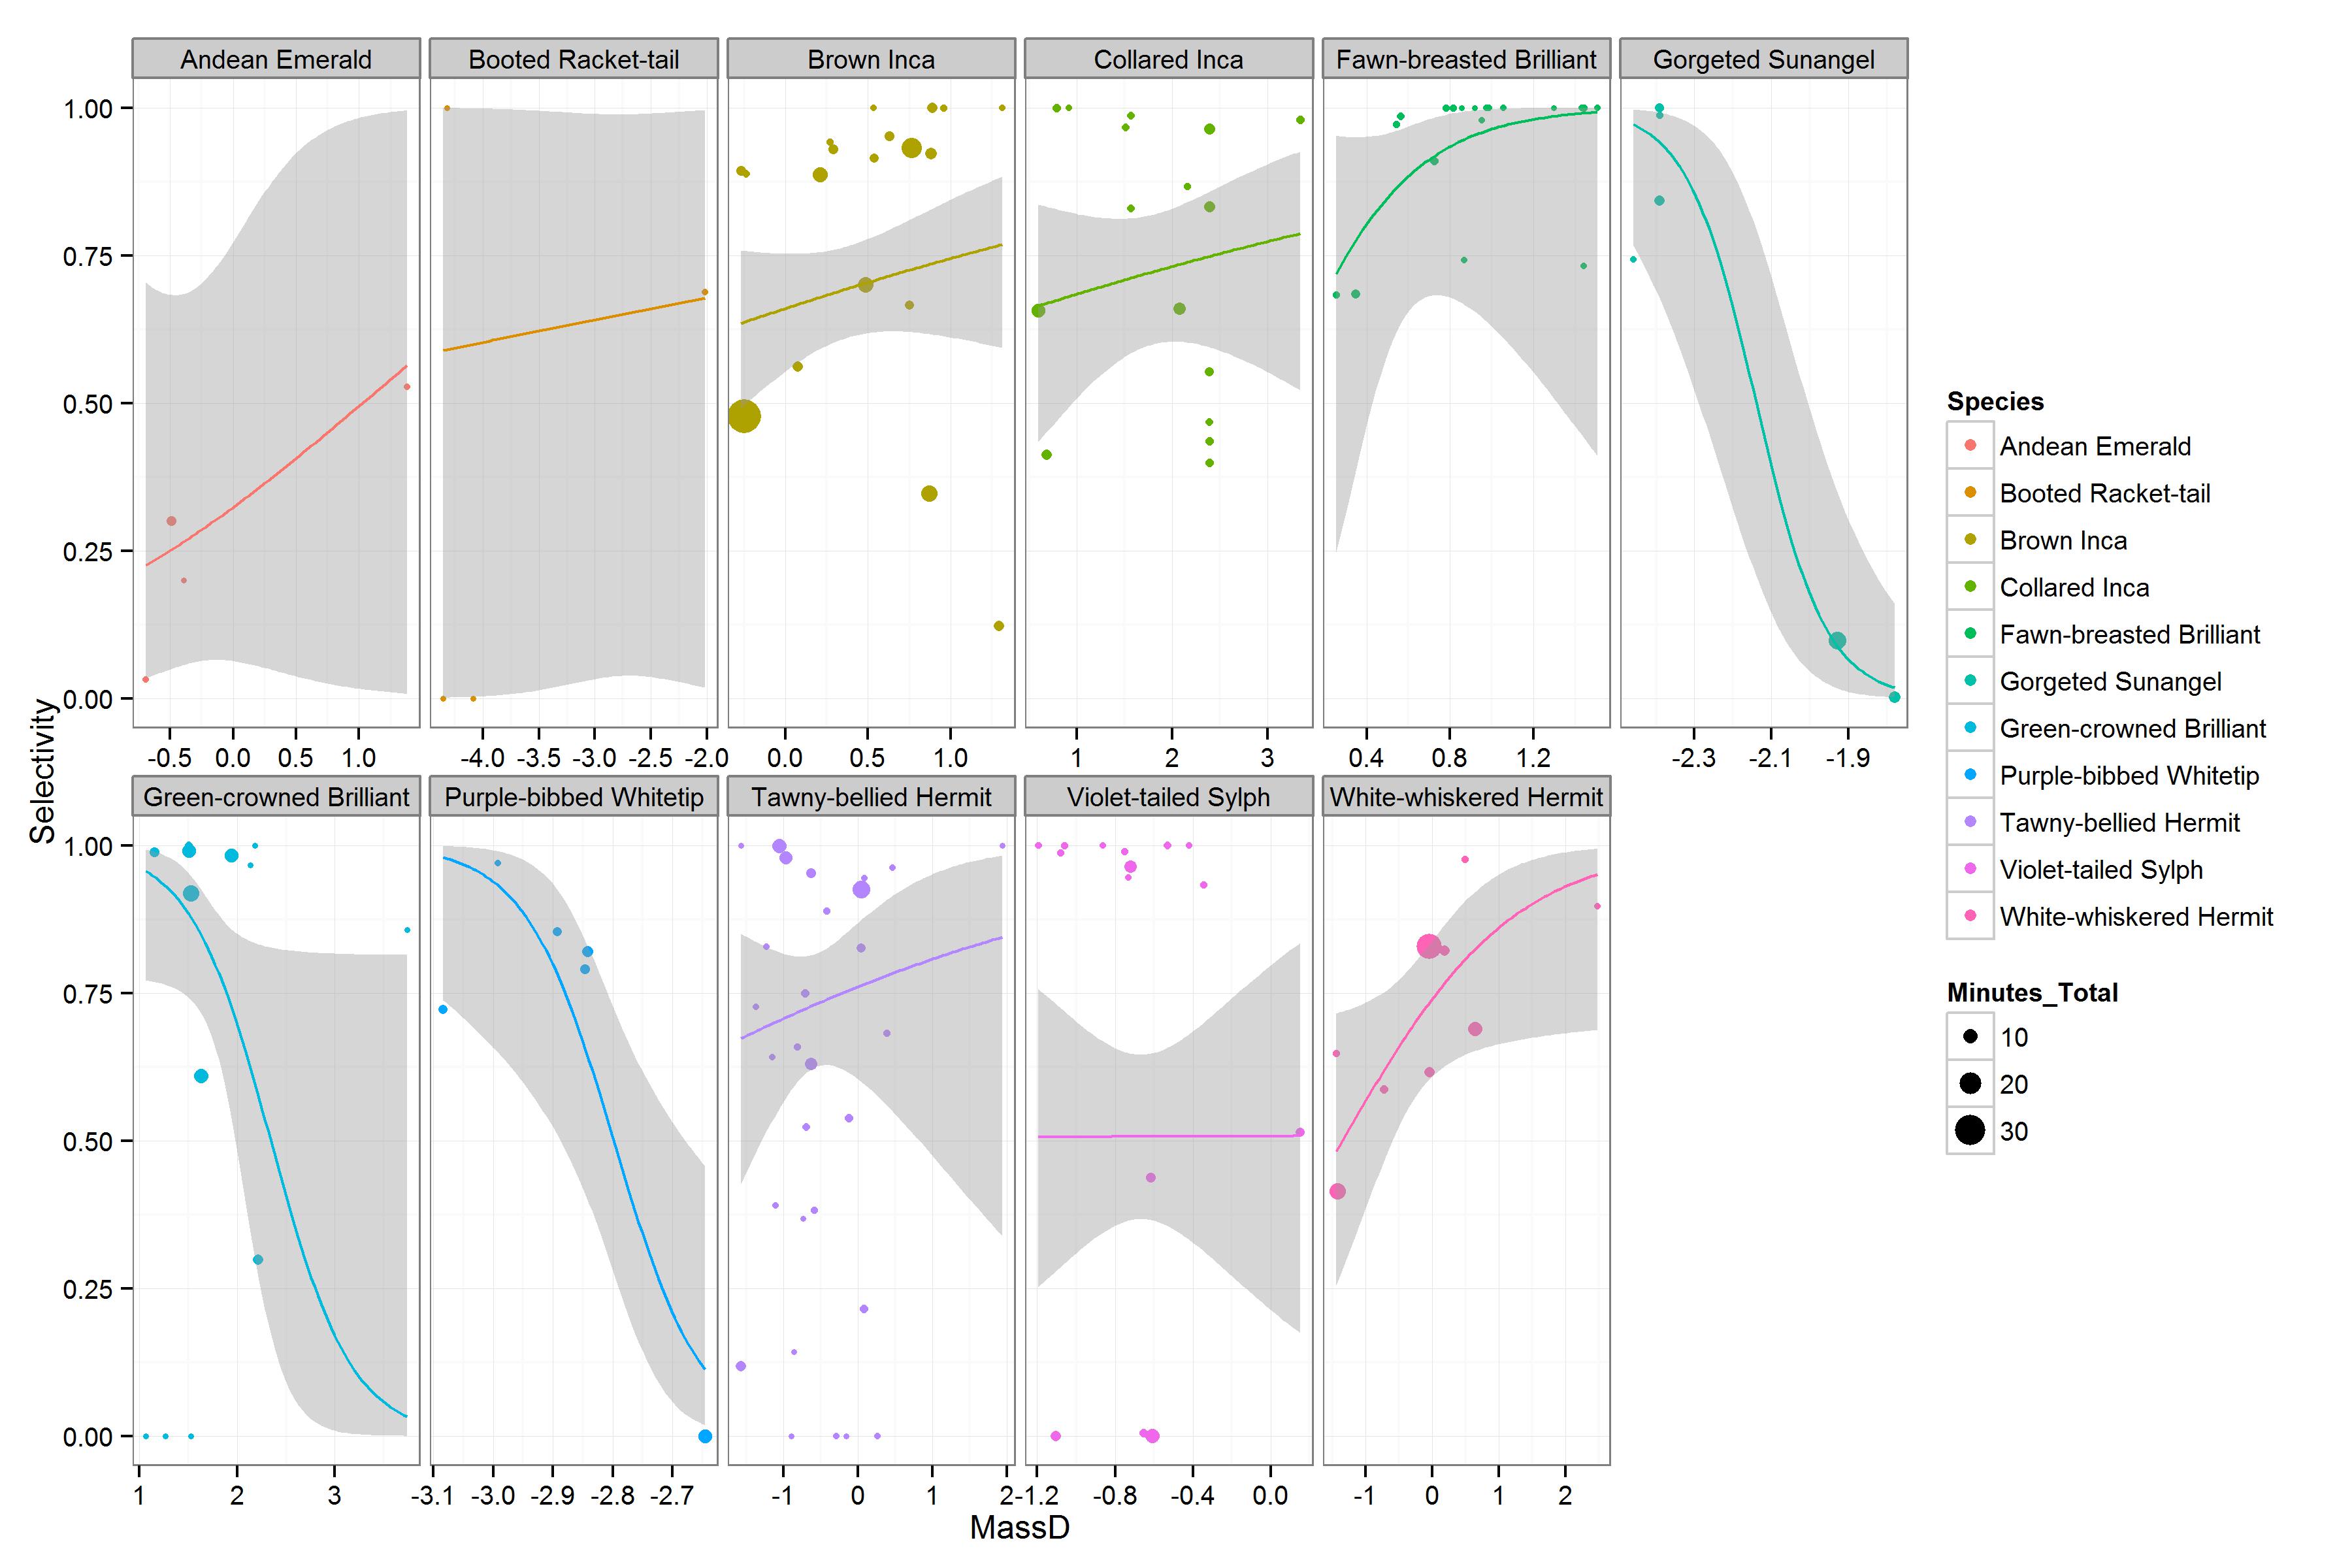 Andean Emerald Booted Racket-tail Brown Inca Collared Inca Fawn-breasted Brilliant Gorgeted Sunangel
1.00
0.75
0.50
0.25
0.00
-0.5 0.0 0.5 1.0 -4.0 -3.5 -3.0 -2.5 -2.0 0.0 0.5 1.0 1 2 3 0.4 0.8 1.2 -2.3 -2.1 -1.9
Green-crowned Brilliant Purple-bibbed Whitetip Tawny-bellied Hermit Violet-tailed Sylph White-whiskered Hermit
1.00
0.75
0.50
0.25
0.00
1 2 3 -3.1 -3.0 -2.9 -2.8 -2.7 -1 0 1 2 -1.2 -0.8 -0.4 0.0 -1 0 1 2
Selectivity
MassD
Species
Andean Emerald
Booted Racket-tail
Brown Inca
Collared Inca
Fawn-breasted Brilliant
Gorgeted Sunangel
Green-crowned Brilliant
Purple-bibbed Whitetip
Tawny-bellied Hermit
Violet-tailed Sylph
White-whiskered Hermit
Minutes_Total
10
20
30